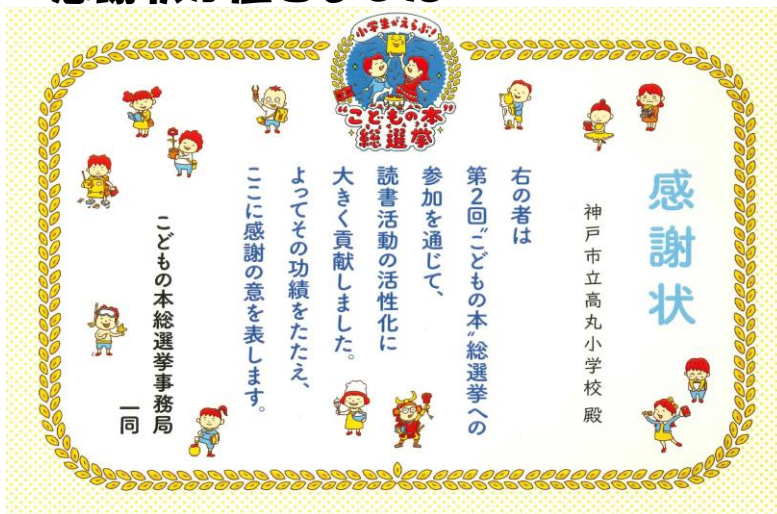 小学生がえらぶ!
"こどもの本"
総選挙
感謝状
神戸市立高丸小学校 殿
右の者は
第2回"こどもの本"総選挙への
参加を通じて、
読書活動の活性化に
大きく貢献しました。
よってその功績をたたえ、
ここに感謝の意を表します。
こどもの本総選挙事務局
一同